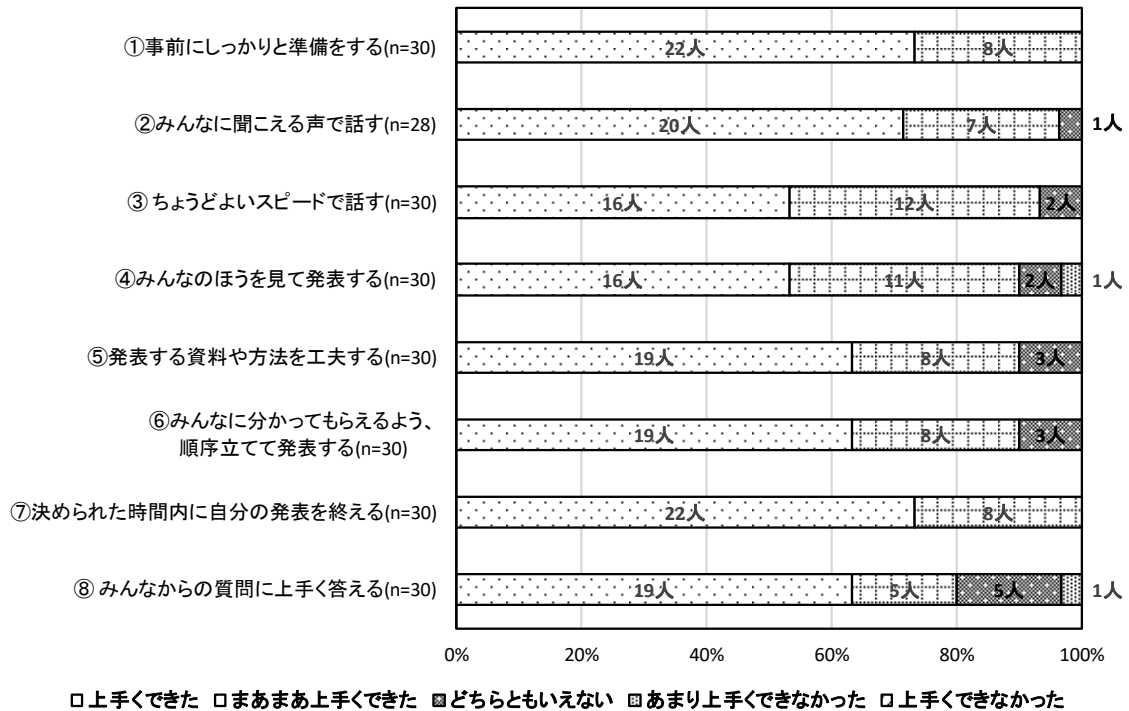 ①事前にしっかりと準備をする(n=30)
22人 8人
②みんなに聞こえる声で話す(n=28)
20人 7人 1人
③ちょうどよいスピードで話す(n=30)
16人 12人 2人
④みんなのほうを見て発表する(n=30)
16人 11人 2人 1人
⑤発表する資料や方法を工夫する(n=30)
19人 8人 3人
⑥みんなに分かってもらえるよう、
順序立てて発表する(n=30)
19人 8人 3人
⑦決められた時間内に自分の発表を終える(n=30)
22人 8人
⑧ みんなからの質問に上手く答える(n=30)
19人 5人 5人 1人
0% 20% 40% 60% 80% 100%
上手くできた まあまあ上手くできた どちらともいえない あまり上手くできなかった 上手くできなかった